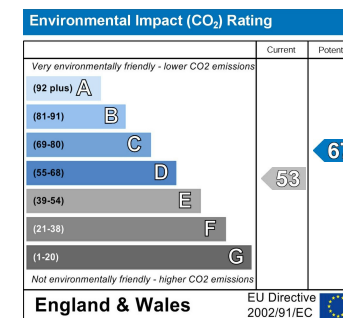 Environmental Impact (CO₂) Rating
Current
Very environmentally friendly - lower CO2 emissions
(92 plus) A
(81-91) B
(69-80) C
(55-68) D
53
(39-54) E
(21-38) F
(1-20) G
Not environmentally friendly - higher CO2 emissions
England & Wales
EU Directive
2002/91/EC